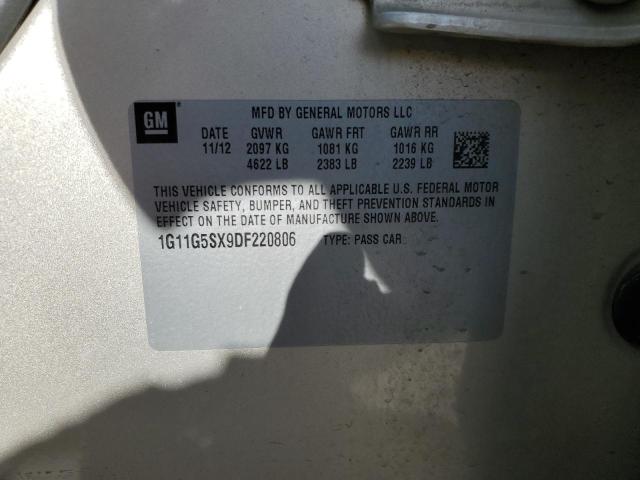 GM
MFD BY GENERAL MOTORS LLC
DATE GVWR GAWR FRT GAWR RR
11/12 2097 KG 1081 KG 1016 KG
4622 LB 2383 LB 2239 LB
THIS VEHICLE CONFORMS TO ALL APPLICABLE U.S. FEDERAL MOTOR
VEHICLE SAFETY, BUMPER, AND THEFT PREVENTION STANDARDS IN
EFFECT ON THE DATE OF MANUFACTURE SHOWN ABOVE.
1G11G5SX9DF220806 TYPE: PASS CAR